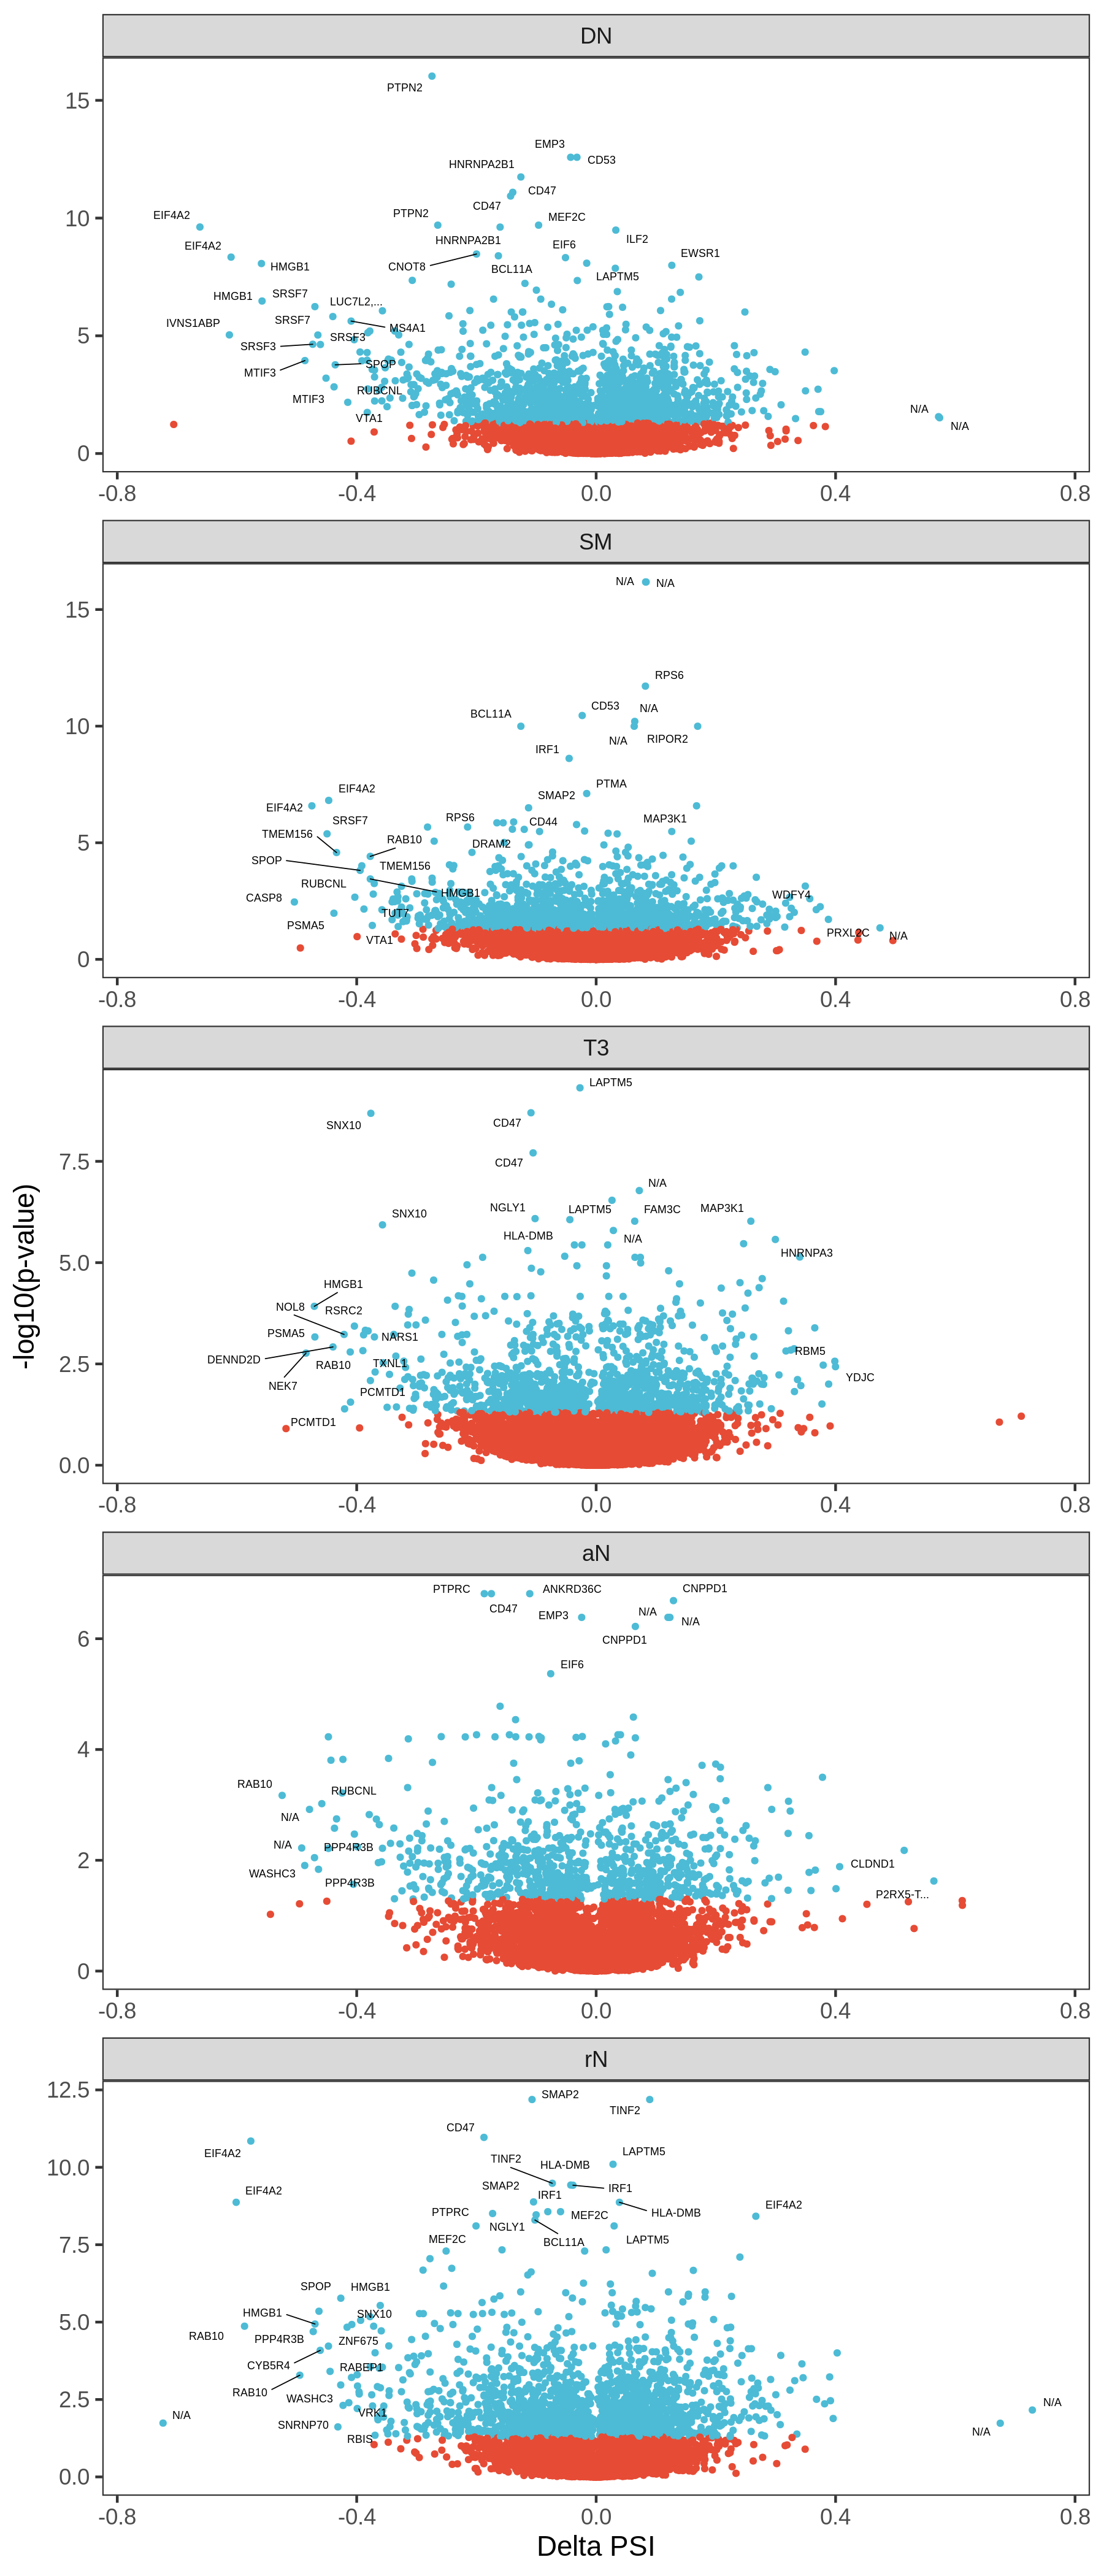 DN
PTPN2
15
EMP3
CD53
HNRNPA2B1
CD47
CD47
PTPN2
EIF4A2
MEF2C
10
ILF2
HNRNPA2B1
EIF4A2
EIF6
EWSR1
CNOT8
BCL11A
HMGB1
LAPTM5
HMGB1
SRSF7
LUC7L2,...
SRSF7
IVNS1ABP
MS4A1
5
SRSF3
SRSF3
SPOP
MTIF3
RUBCNL
MTIF3
N/A
VTA1
N/A
0
-0.8
-0.4
0.0
0.4
0.8
SM
N/A
N/A
15
RPS6
CD53
N/A
BCL11A
10
N/A
RIPOR2
IRF1
PTMA
EIF4A2
SMAP2
EIF4A2
RPS6
MAP3K1
SRSF7
CD44
TMEM156
5
RAB10
DRAM2
SPOP
TMEM156
RUBCNL
HMGB1
WDFY4
CASP8
TUT7
PSMA5
PRXL2C
N/A
VTA1
0
-0.8
-0.4
0.0
0.4
0.8
T3
LAPTM5
CD47
SNX10
7.5
CD47
N/A
NGLY1
LAPTM5
FAM3C
MAP3K1
SNX10
HLA-DMB
N/A
5.0
HNRNPA3
HMGB1
NOL8
RSRC2
PSMA5
NARS1
RBM5
DENND2D
2.5
RAB10
TXNL1
YDJC
NEK7
PCMTD1
PCMTD1
0.0
-0.8
-0.4
0.0
0.4
0.8
-log10(p-value)
aN
PTPRC
ANKRD36C
CNPPD1
CD47
EMP3
N/A
N/A
6
CNPPD1
EIF6
4
RAB10
RUBCNL
N/A
N/A
PPP4R3B
2
WASHC3
CLDND1
PPP4R3B
P2RX5-T...
0
-0.8
-0.4
0.0
0.4
0.8
rN
12.5
SMAP2
TINF2
CD47
EIF4A2
LAPTM5
TINF2
HLA-DMB
10.0
SMAP2
IRF1
EIF4A2
IRF1
EIF4A2
PTPRC
MEF2C
HLA-DMB
NGLY1
MEF2C
BCL11A
LAPTM5
7.5
SPOP
HMGB1
HMGB1
SNX10
5.0
RAB10
PPP4R3B
ZNF675
CYB5R4
RABEP1
RAB10
WASHC3
2.5
N/A
VRK1
N/A
SNRNP70
N/A
RBIS
0.0
-0.8
-0.4
0.0
0.4
0.8
Delta PSI